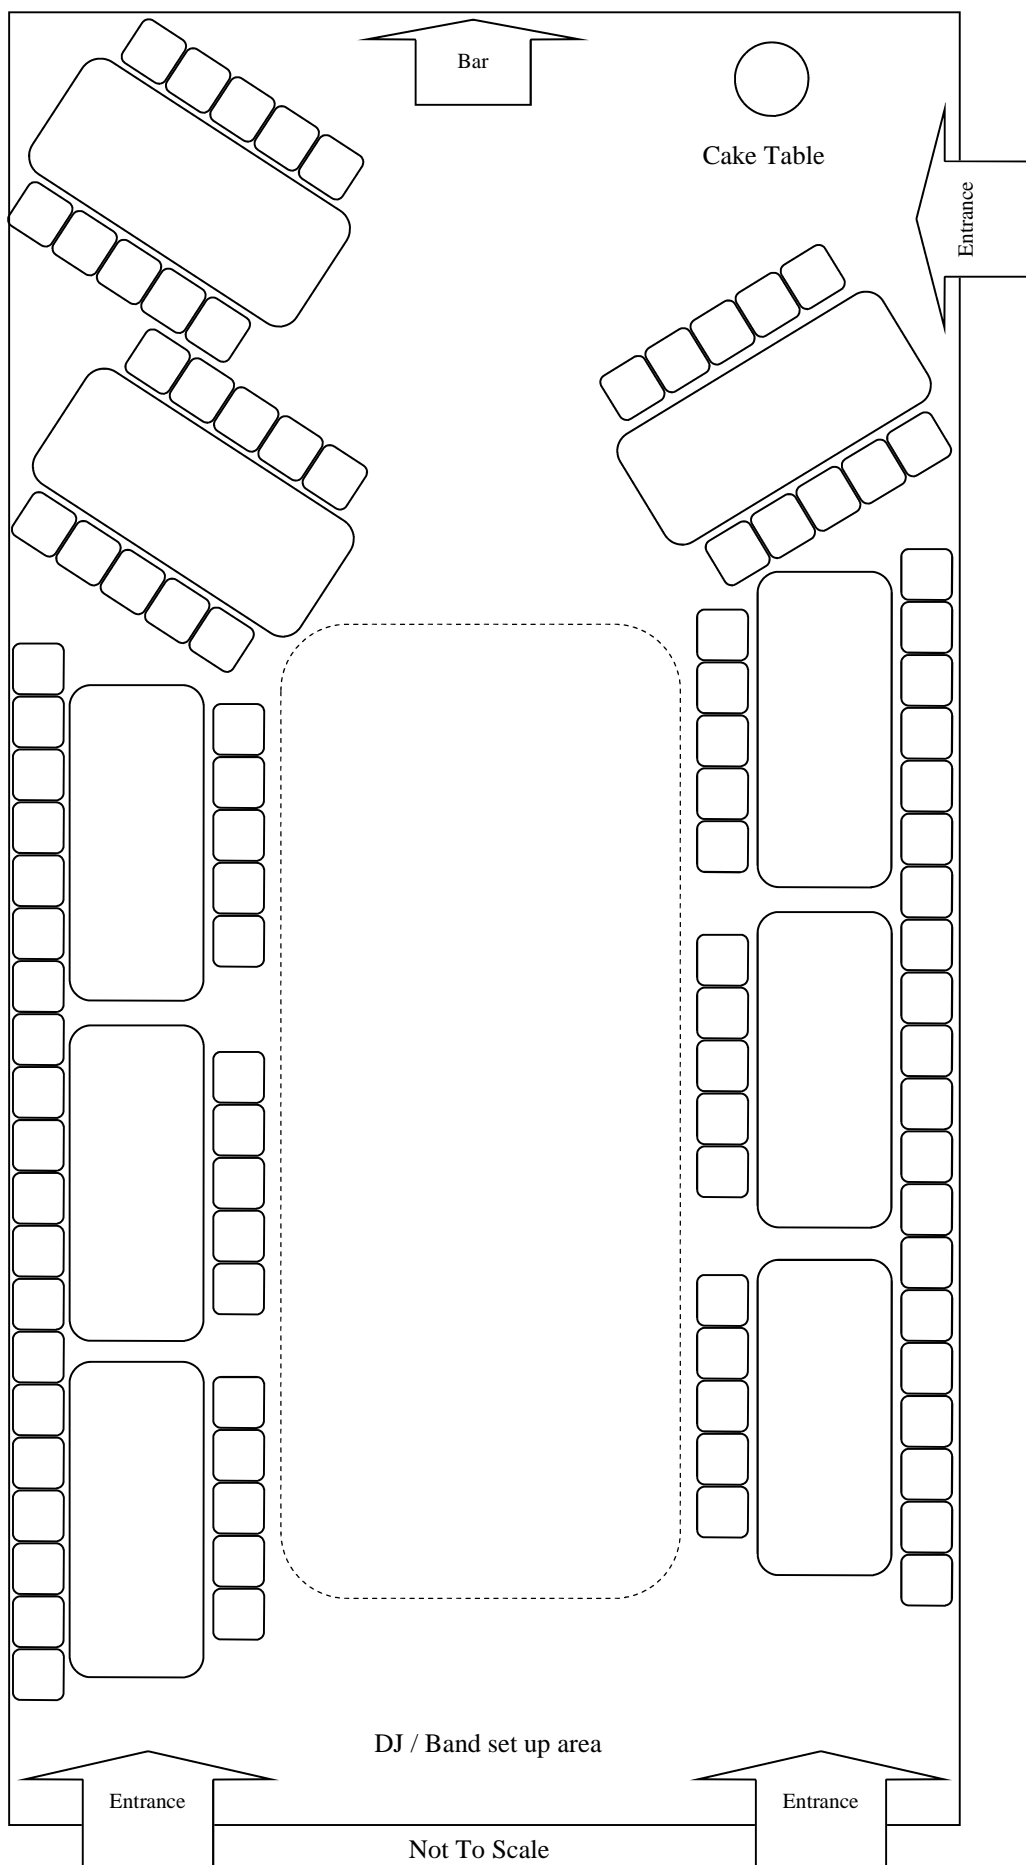 Bar
Cake Table
Entrance
DJ / Band set up area
Entrance
Entrance
Not To Scale